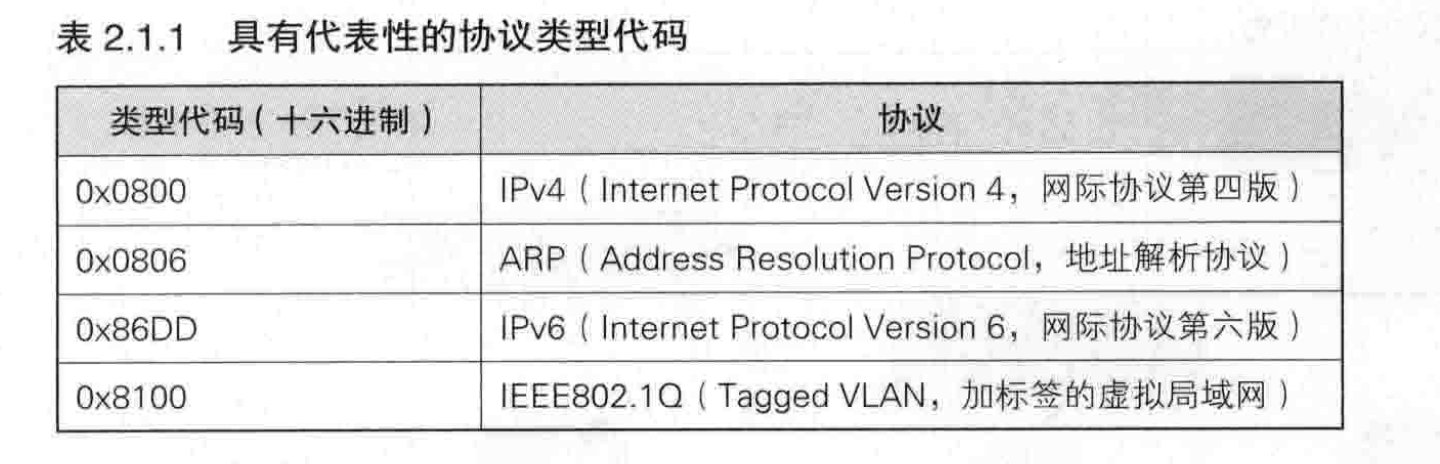 表 2.1.1 具有代表性的协议类型代码
类型代码（十六进制） 协议
0x0800 IPv4（Internet Protocol Version 4，网际协议第四版）
0x0806 ARP（Address Resolution Protocol，地址解析协议）
0x86DD IPv6（Internet Protocol Version 6，网际协议第六版）
0x8100 IEEE802.1Q（Tagged VLAN，加标签的虚拟局域网）